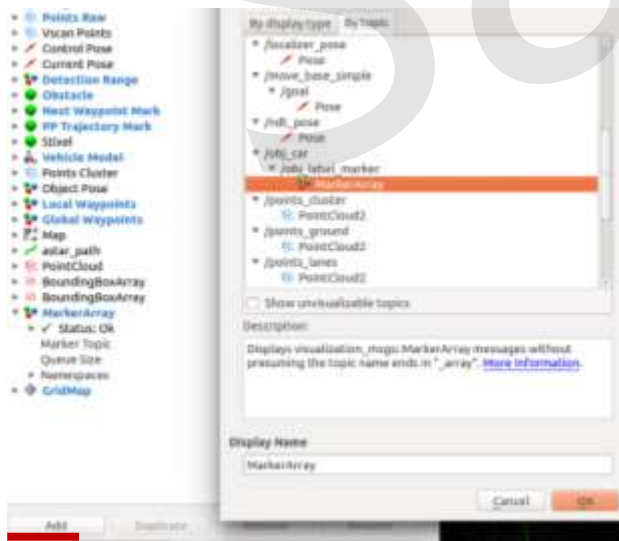 Points Raw
Vscan Points
Control Pose
Current Pose
Detection Range
Obstacle
Next Waypoint Mark
PP Trajectory Mark
Stixel
Vehicle Model
Points Cluster
Object Pose
Local Waypoints
Global Waypoints
Map
astar_path
PointCloud
BoundingBoxArray
BoundingBoxArray
MarkerArray
Status: Ok
Marker Topic
Queue Size
Namespaces
GridMap
Add Duplicate
By display type By topic
/localizer_pose
Pose
/move_base_simple
/goal
Pose
/ndt_pose
Pose
/obj_car
/obj_label_marker
MarkerArray
/points_cluster
PointCloud2
/points_ground
PointCloud2
/points_lanes
PointCloud2
Show unvisualizable topics
Description:
Displays visualization_msgs::MarkerArray messages without
presuming the topic name ends in "_array". More Information.
Display Name
MarkerArray
Cancel OK